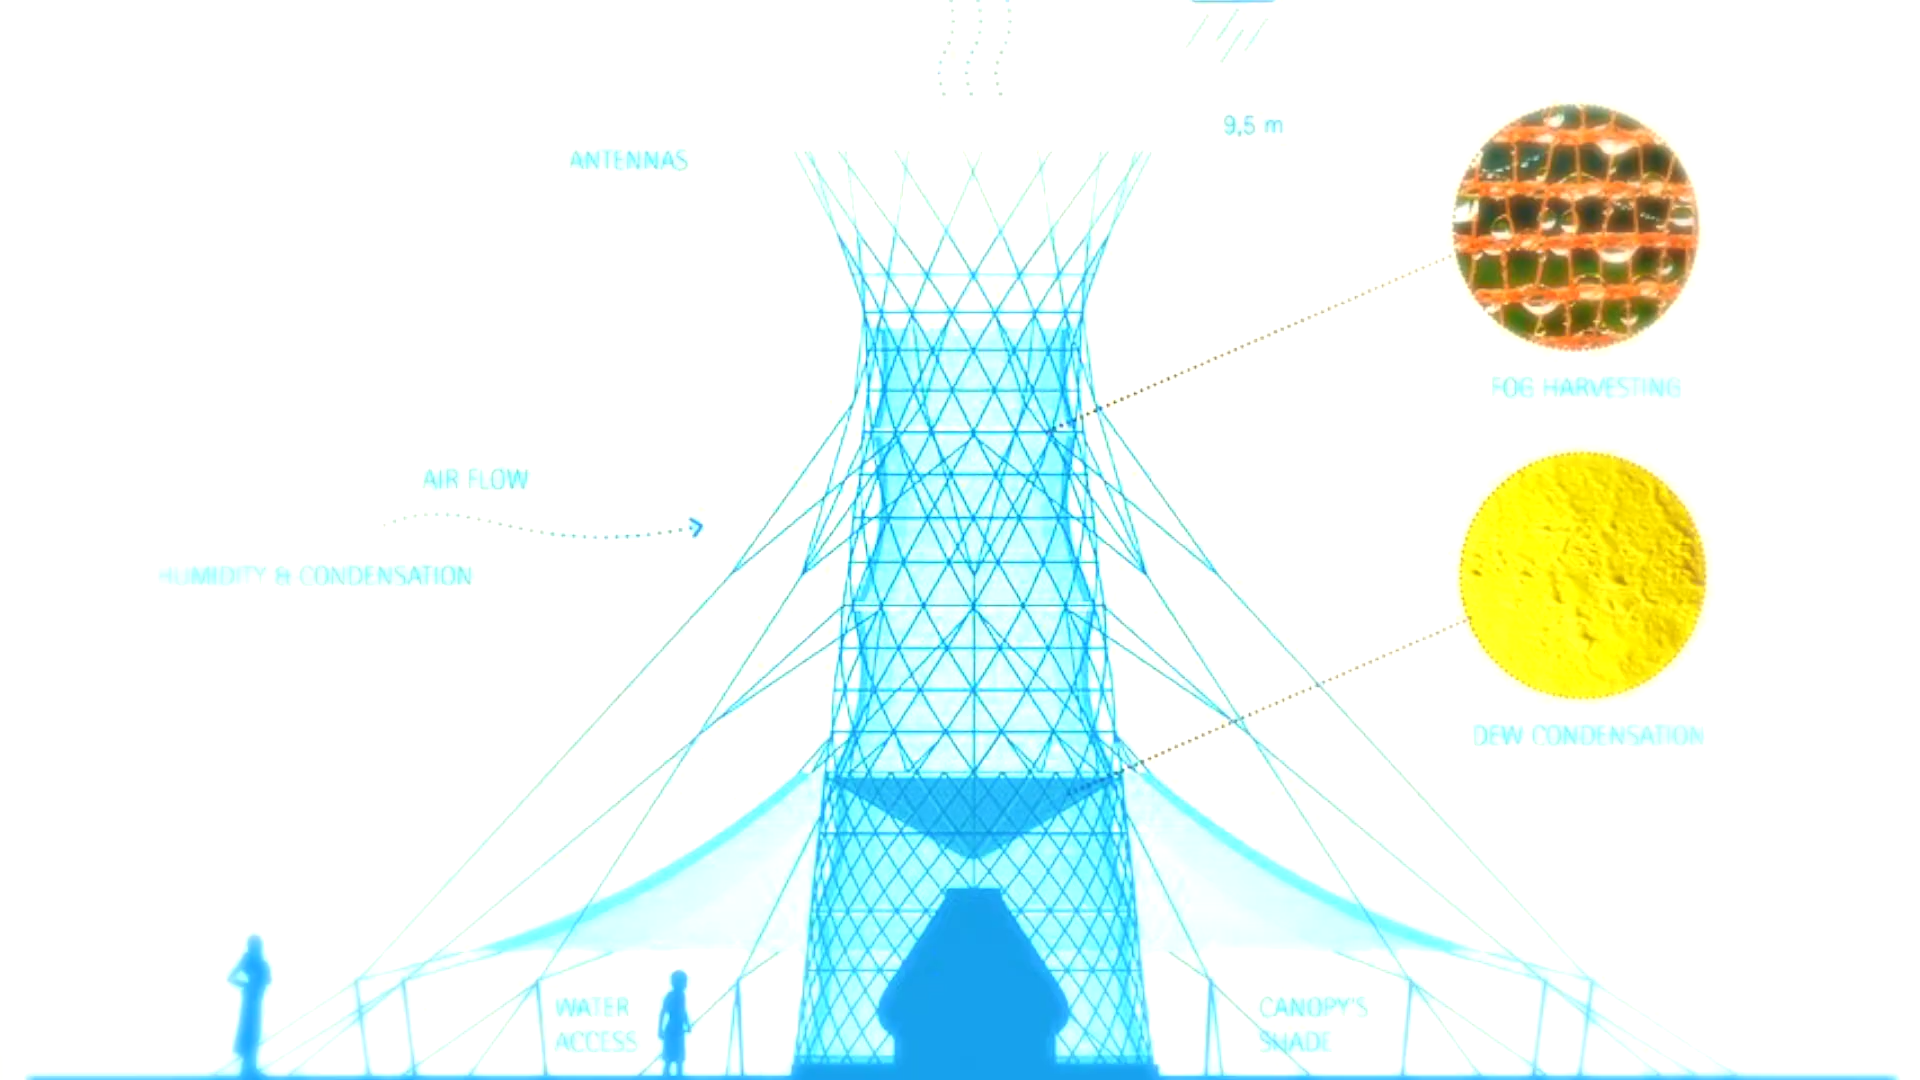 9,5 m
ANTENNAS
FOG HARVESTING
AIR FLOW
HUMIDITY & CONDENSATION
DEW CONDENSATION
WATER
ACCESS
CANOPY'S
SHADE